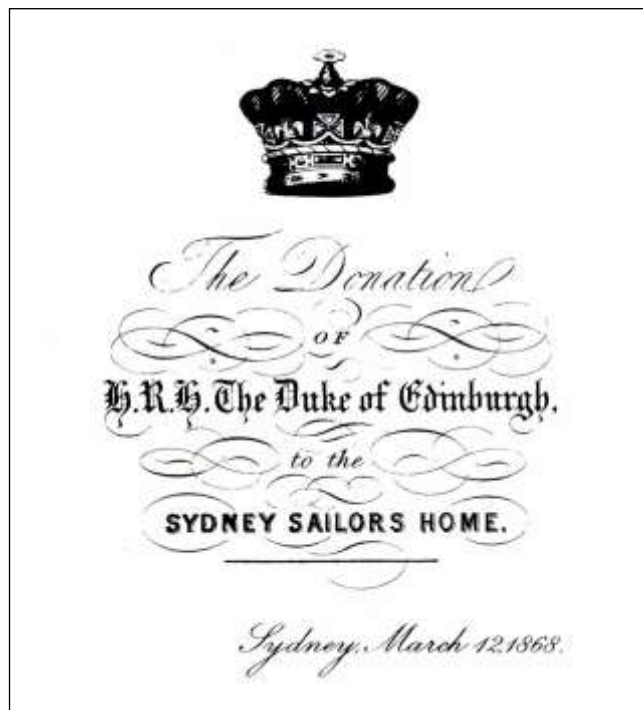 The Donation
OF
H.R.H. The Duke of Edinburgh.
to the
SYDNEY SAILORS HOME.
Sydney. March 12.1868.